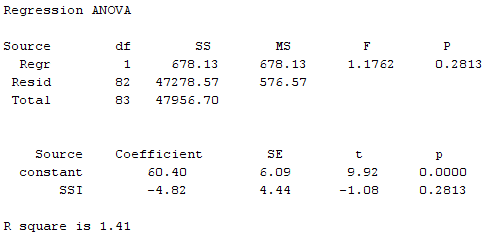 Regression ANOVA
Source df SS MS F P
Regr 1 678.13 678.13 1.1762 0.2813
Resid 82 47278.57 576.57
Total 83 47956.70
Source Coefficient SE t p
constant 60.40 6.09 9.92 0.0000
SSI -4.82 4.44 -1.08 0.2813
R square is 1.41